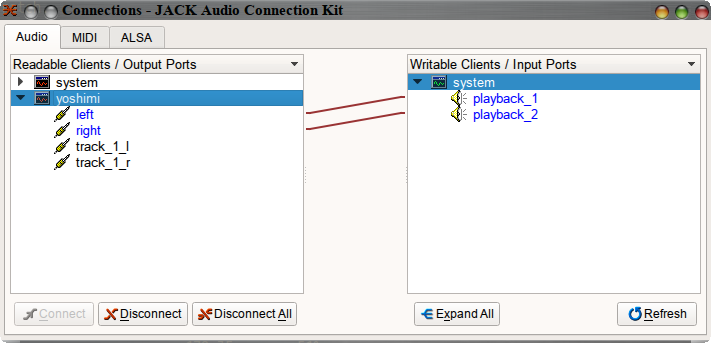 Connections - JACK Audio Connection Kit
Audio MIDI ALSA
Readable Clients / Output Ports Writable Clients / Input Ports
system system
yoshimi playback_1
left playback_2
right
track_1_l
track_1_r
Connect Disconnect Disconnect All Expand All Refresh